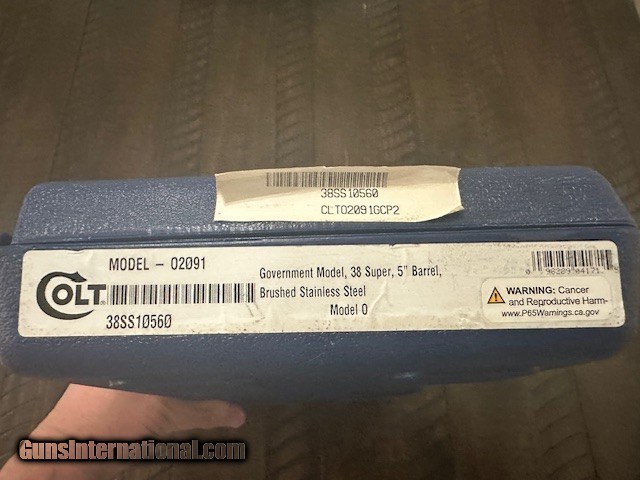 38SS10560
CLT02091GCP2
MODEL - O2091
COLT
38SS10560
Government Model, 38 Super, 5" Barrel,
Brushed Stainless Steel
Model O
WARNING: Cancer
and Reproductive Harm-
www.P65Warnings.ca.gov
GunsInternational.com